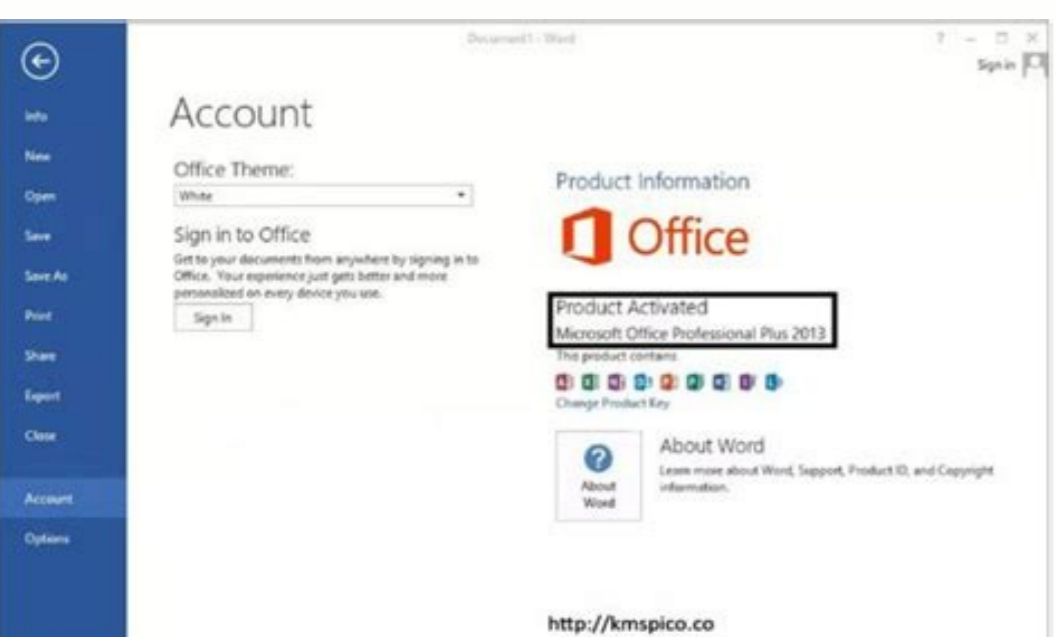 Document1 - Word
? 
Sign in
Info
New
Open
Save
Save As
Print
Share
Export
Close
Account
Options
Account
Office Theme:
White
Sign in to Office
Get to your documents from anywhere by signing in to
Office. Your experience just gets better and more
personalized on every device you use.
Sign In
Product Information
Office
Product Activated
Microsoft Office Professional Plus 2013
This product contains
Change Product Key
About
Word
About Word
Learn more about Word, Support, Product ID, and Copyright
information.
http://kmspico.co